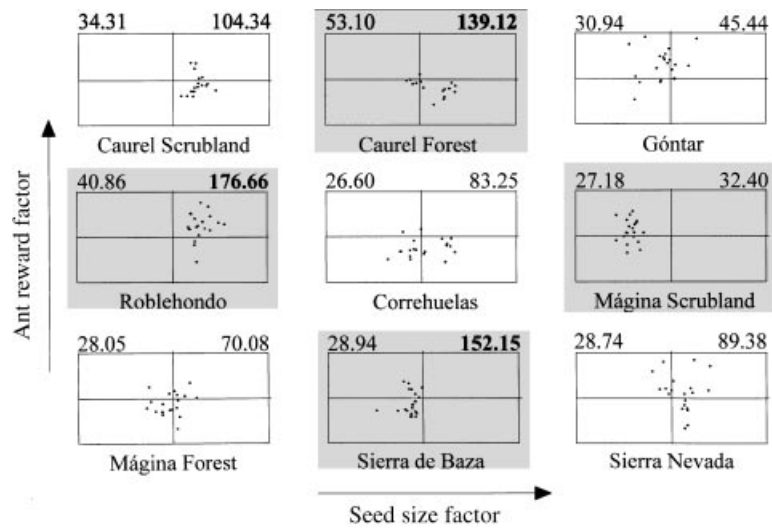 34.31 104.34
53.10 139.12
30.94 45.44
Caurel Scrubland
Caurel Forest
Góntar
40.86 176.66
26.60 83.25
27.18 32.40
Roblehondo
Correhuelas
Mágina Scrubland
28.05 70.08
28.94 152.15
28.74 89.38
Mágina Forest
Sierra de Baza
Sierra Nevada
Ant reward factor
Seed size factor